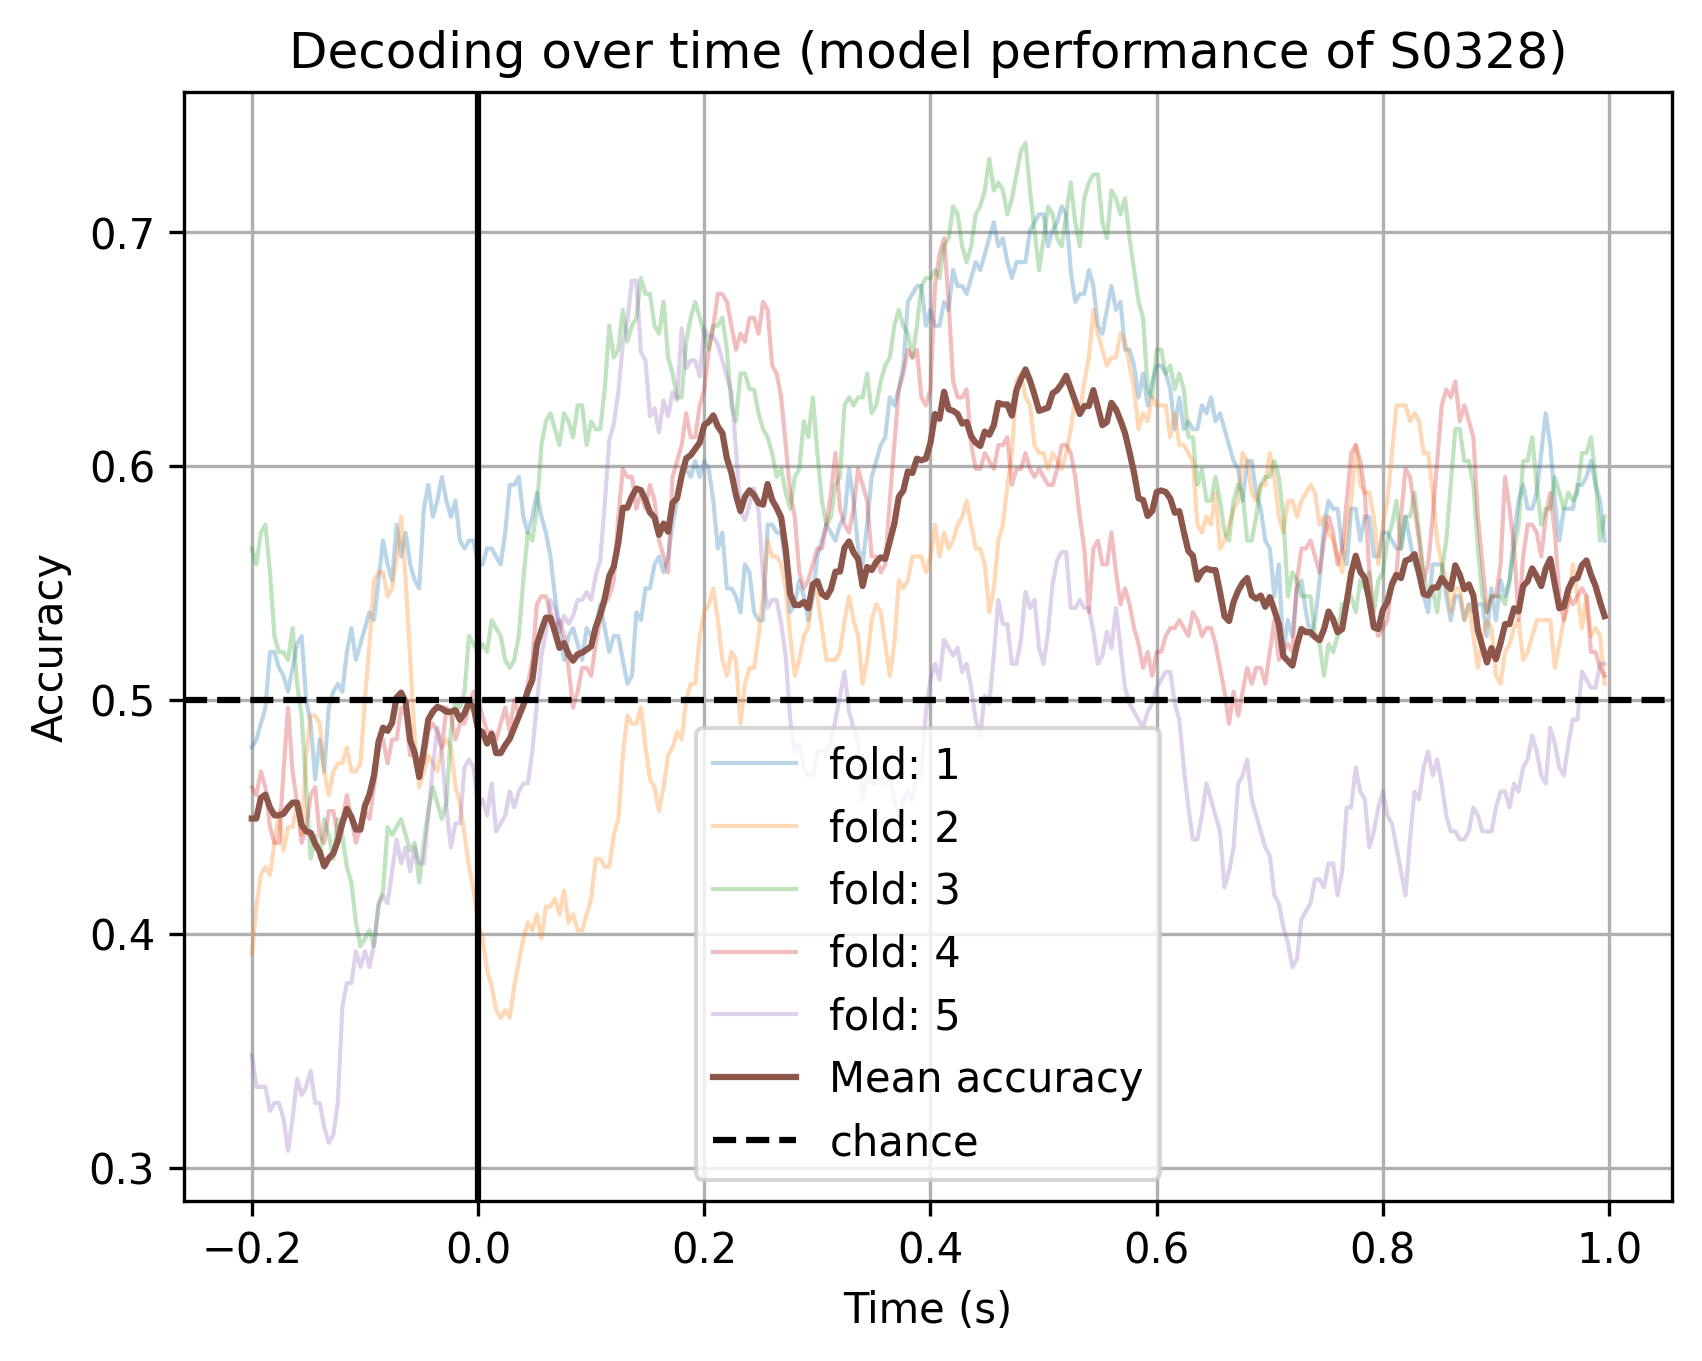 Decoding over time (model performance of S0328)
Accuracy
0.7
0.6
0.5
0.4
0.3
fold: 1
fold: 2
fold: 3
fold: 4
fold: 5
Mean accuracy
chance
−0.2 0.0 0.2 0.4 0.6 0.8 1.0
Time (s)